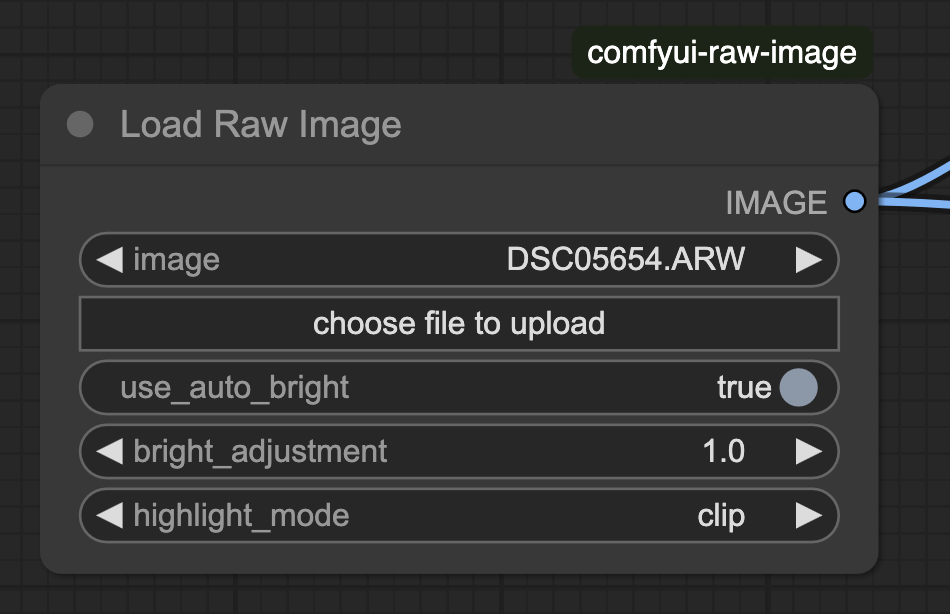 comfyui-raw-image
Load Raw Image
IMAGE
image DSC05654.ARW
choose file to upload
use_auto_bright true
bright_adjustment 1.0
highlight_mode clip